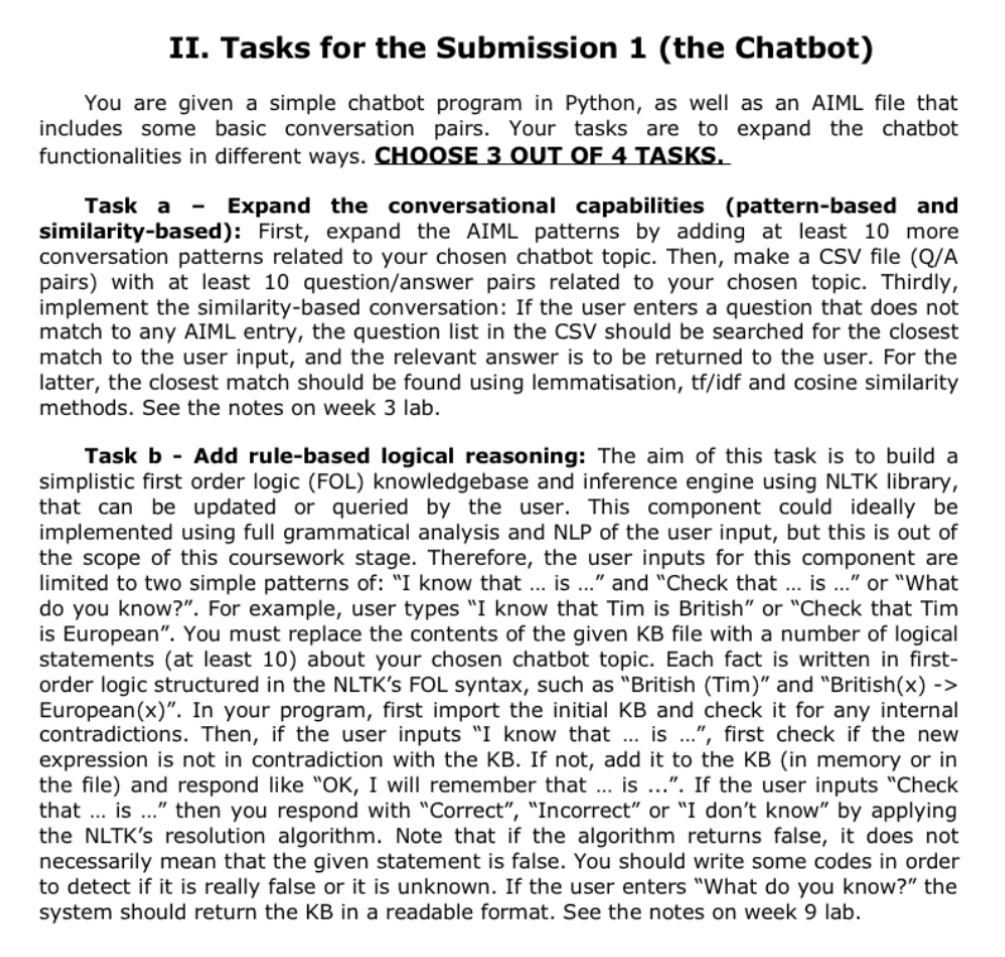 II. Tasks for the Submission 1 (the Chatbot)
You are given a simple chatbot program in Python, as well as an AIML file that
includes some basic conversation pairs. Your tasks are to expand the chatbot
functionalities in different ways. CHOOSE 3 OUT OF 4 TASKS.
Task a – Expand the conversational capabilities (pattern-based and
similarity-based): First, expand the AIML patterns by adding at least 10 more
conversation patterns related to your chosen chatbot topic. Then, make a CSV file (Q/A
pairs) with at least 10 question/answer pairs related to your chosen topic. Thirdly,
implement the similarity-based conversation: If the user enters a question that does not
match to any AIML entry, the question list in the CSV should be searched for the closest
match to the user input, and the relevant answer is to be returned to the user. For the
latter, the closest match should be found using lemmatisation, tf/idf and cosine similarity
methods. See the notes on week 3 lab.
Task b - Add rule-based logical reasoning: The aim of this task is to build a
simplistic first order logic (FOL) knowledgebase and inference engine using NLTK library,
that can be updated or queried by the user. This component could ideally be
implemented using full grammatical analysis and NLP of the user input, but this is out of
the scope of this coursework stage. Therefore, the user inputs for this component are
limited to two simple patterns of: “I know that ... is ...” and “Check that ... is ...” or “What
do you know?”. For example, user types “I know that Tim is British” or “Check that Tim
is European”. You must replace the contents of the given KB file with a number of logical
statements (at least 10) about your chosen chatbot topic. Each fact is written in first-
order logic structured in the NLTK’s FOL syntax, such as “British (Tim)” and “British(x) ->
European(x)”. In your program, first import the initial KB and check it for any internal
contradictions. Then, if the user inputs “I know that ... is ...”, first check if the new
expression is not in contradiction with the KB. If not, add it to the KB (in memory or in
the file) and respond like “OK, I will remember that ... is ...”. If the user inputs “Check
that ... is ...” then you respond with “Correct”, “Incorrect” or “I don’t know” by applying
the NLTK’s resolution algorithm. Note that if the algorithm returns false, it does not
necessarily mean that the given statement is false. You should write some codes in order
to detect if it is really false or it is unknown. If the user enters “What do you know?” the
system should return the KB in a readable format. See the notes on week 9 lab.